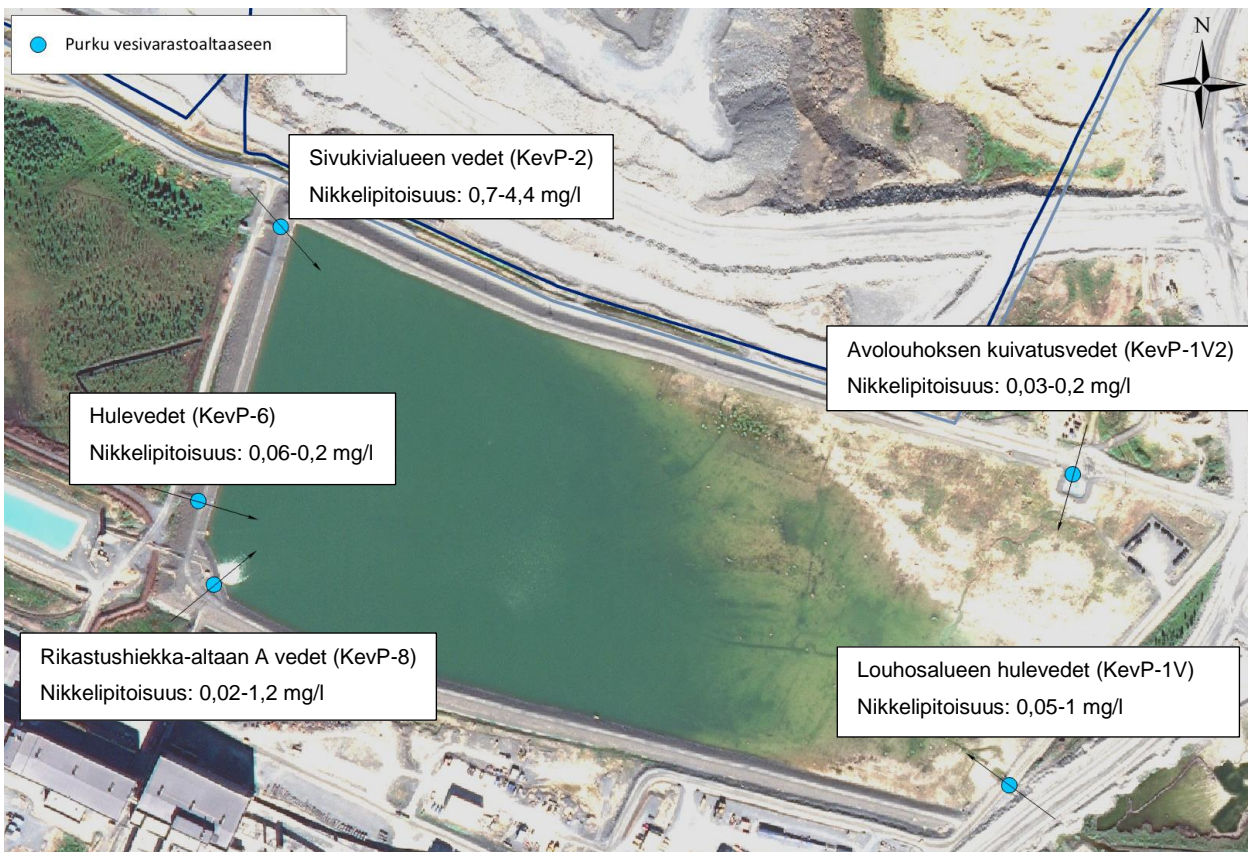 Purku vesivarastoaltaaseen
N
Sivukivialueen vedet (KevP-2)
Nikkelipitoisuus: 0,7-4,4 mg/l
Avolouhoksen kuivatusvedet (KevP-1V2)
Nikkelipitoisuus: 0,03-0,2 mg/l
Hulevedet (KevP-6)
Nikkelipitoisuus: 0,06-0,2 mg/l
Rikastushiekka-altaan A vedet (KevP-8)
Nikkelipitoisuus: 0,02-1,2 mg/l
Louhosalueen hulevedet (KevP-1V)
Nikkelipitoisuus: 0,05-1 mg/l